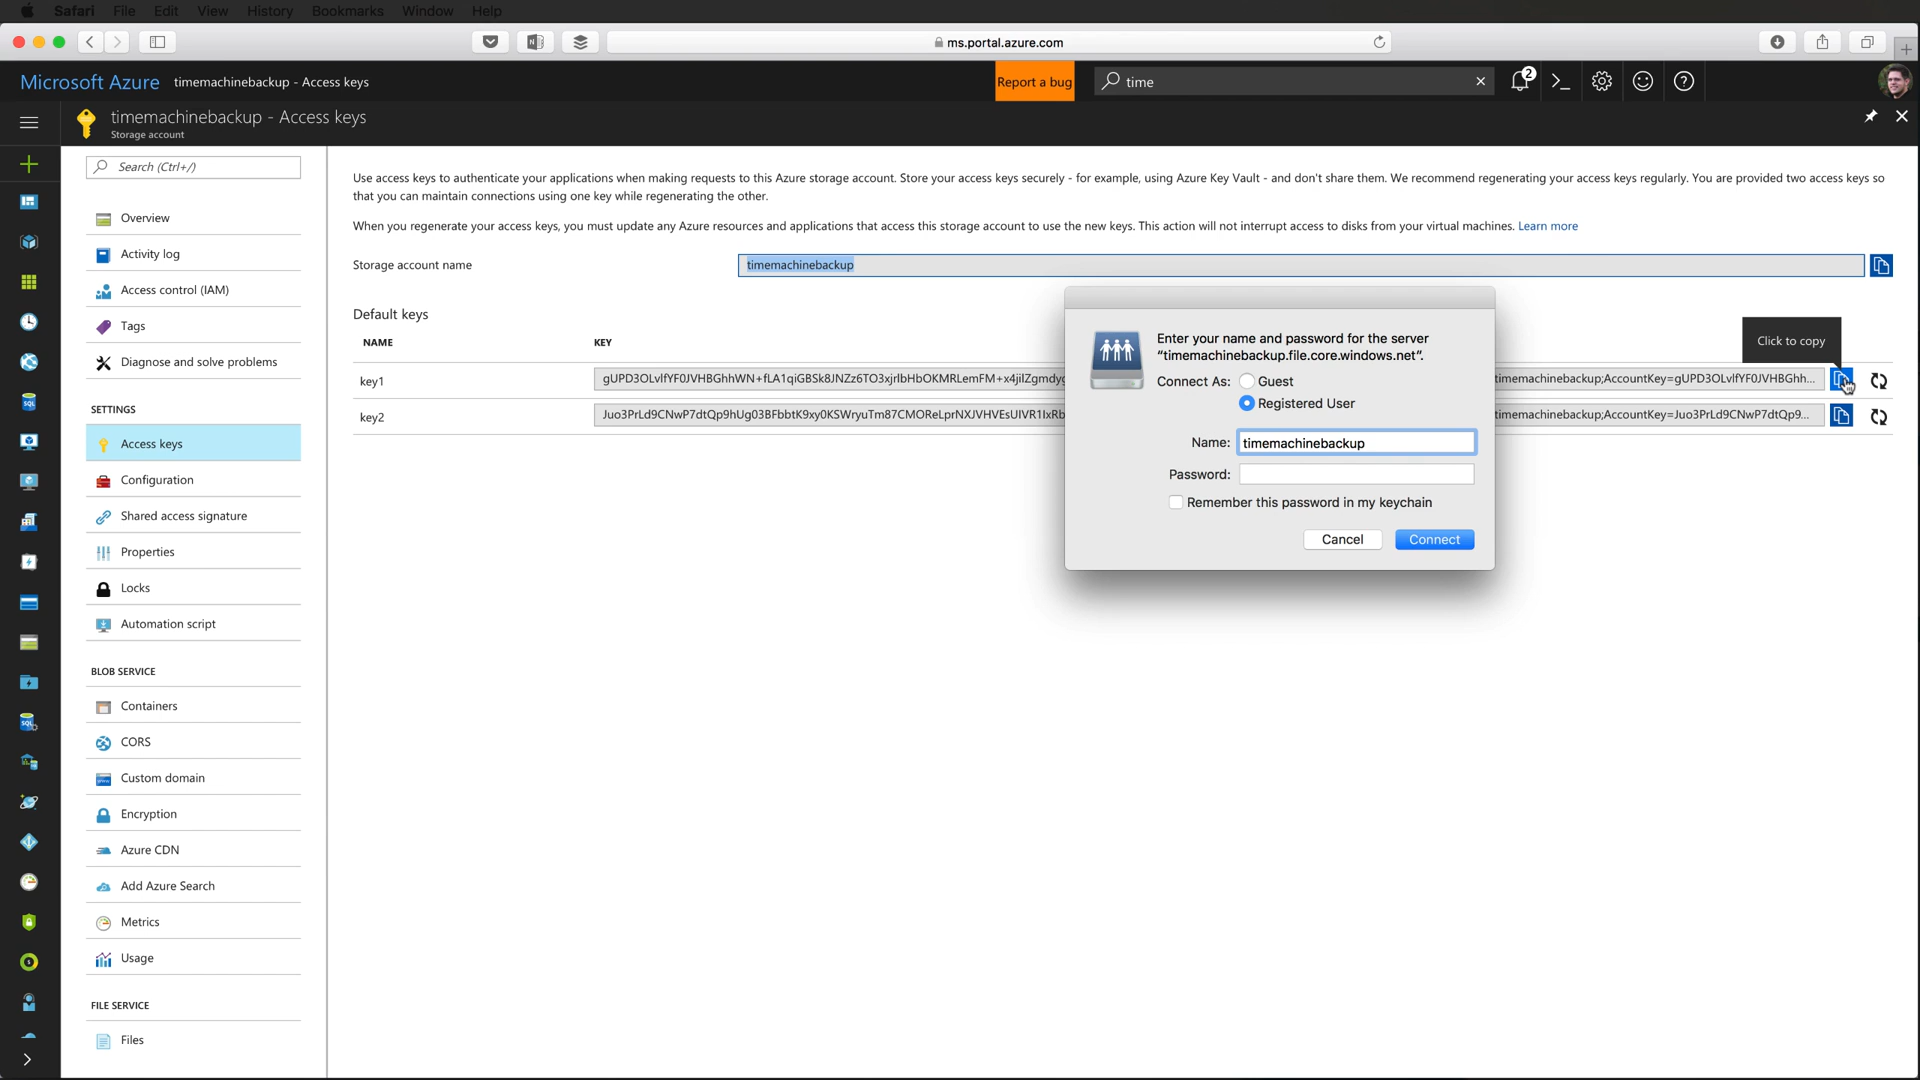 Safari File Edit View History Bookmarks Window Help
ms.portal.azure.com
Microsoft Azure timemachinebackup - Access keys
Report a bug
time
2
timemachinebackup - Access keys
Storage account
Search (Ctrl+/)
Overview
Activity log
Access control (IAM)
Tags
Diagnose and solve problems
SETTINGS
Access keys
Configuration
Shared access signature
Properties
Locks
Automation script
BLOB SERVICE
Containers
CORS
Custom domain
Encryption
Azure CDN
Add Azure Search
Metrics
Usage
FILE SERVICE
Files
Use access keys to authenticate your applications when making requests to this Azure storage account. Store your access keys securely - for example, using Azure Key Vault - and don't share them. We recommend regenerating your access keys regularly. You are provided two access keys so
that you can maintain connections using one key while regenerating the other.
When you regenerate your access keys, you must update any Azure resources and applications that access this storage account to use the new keys. This action will not interrupt access to disks from your virtual machines. Learn more
Storage account name
timemachinebackup
Default keys
NAME KEY
Click to copy
key1
key2
Enter your name and password for the server
“timemachinebackup.file.core.windows.net”.
Connect As: Guest
Registered User
Name: timemachinebackup
Password:
Remember this password in my keychain
Cancel Connect